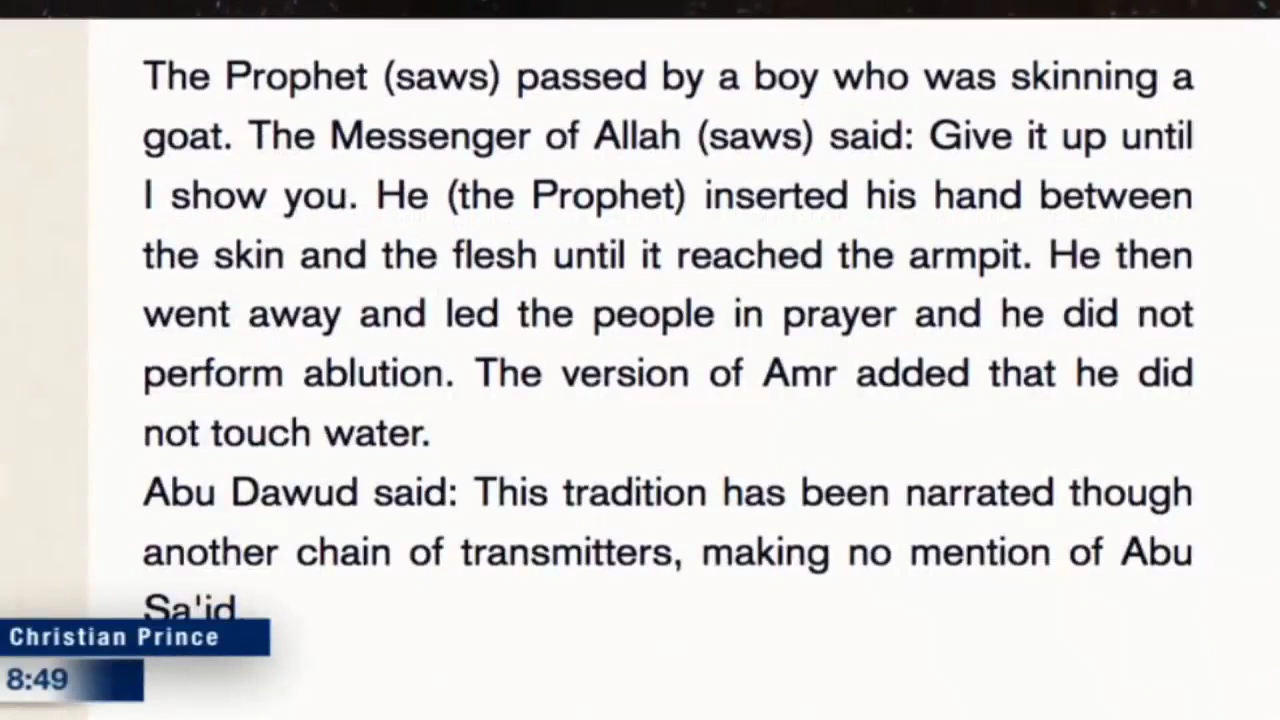 The Prophet (saws) passed by a boy who was skinning a
goat. The Messenger of Allah (saws) said: Give it up until
I show you. He (the Prophet) inserted his hand between
the skin and the flesh until it reached the armpit. He then
went away and led the people in prayer and he did not
perform ablution. The version of Amr added that he did
not touch water.
Abu Dawud said: This tradition has been narrated though
another chain of transmitters, making no mention of Abu
Sa'id.
Christian Prince
8:49